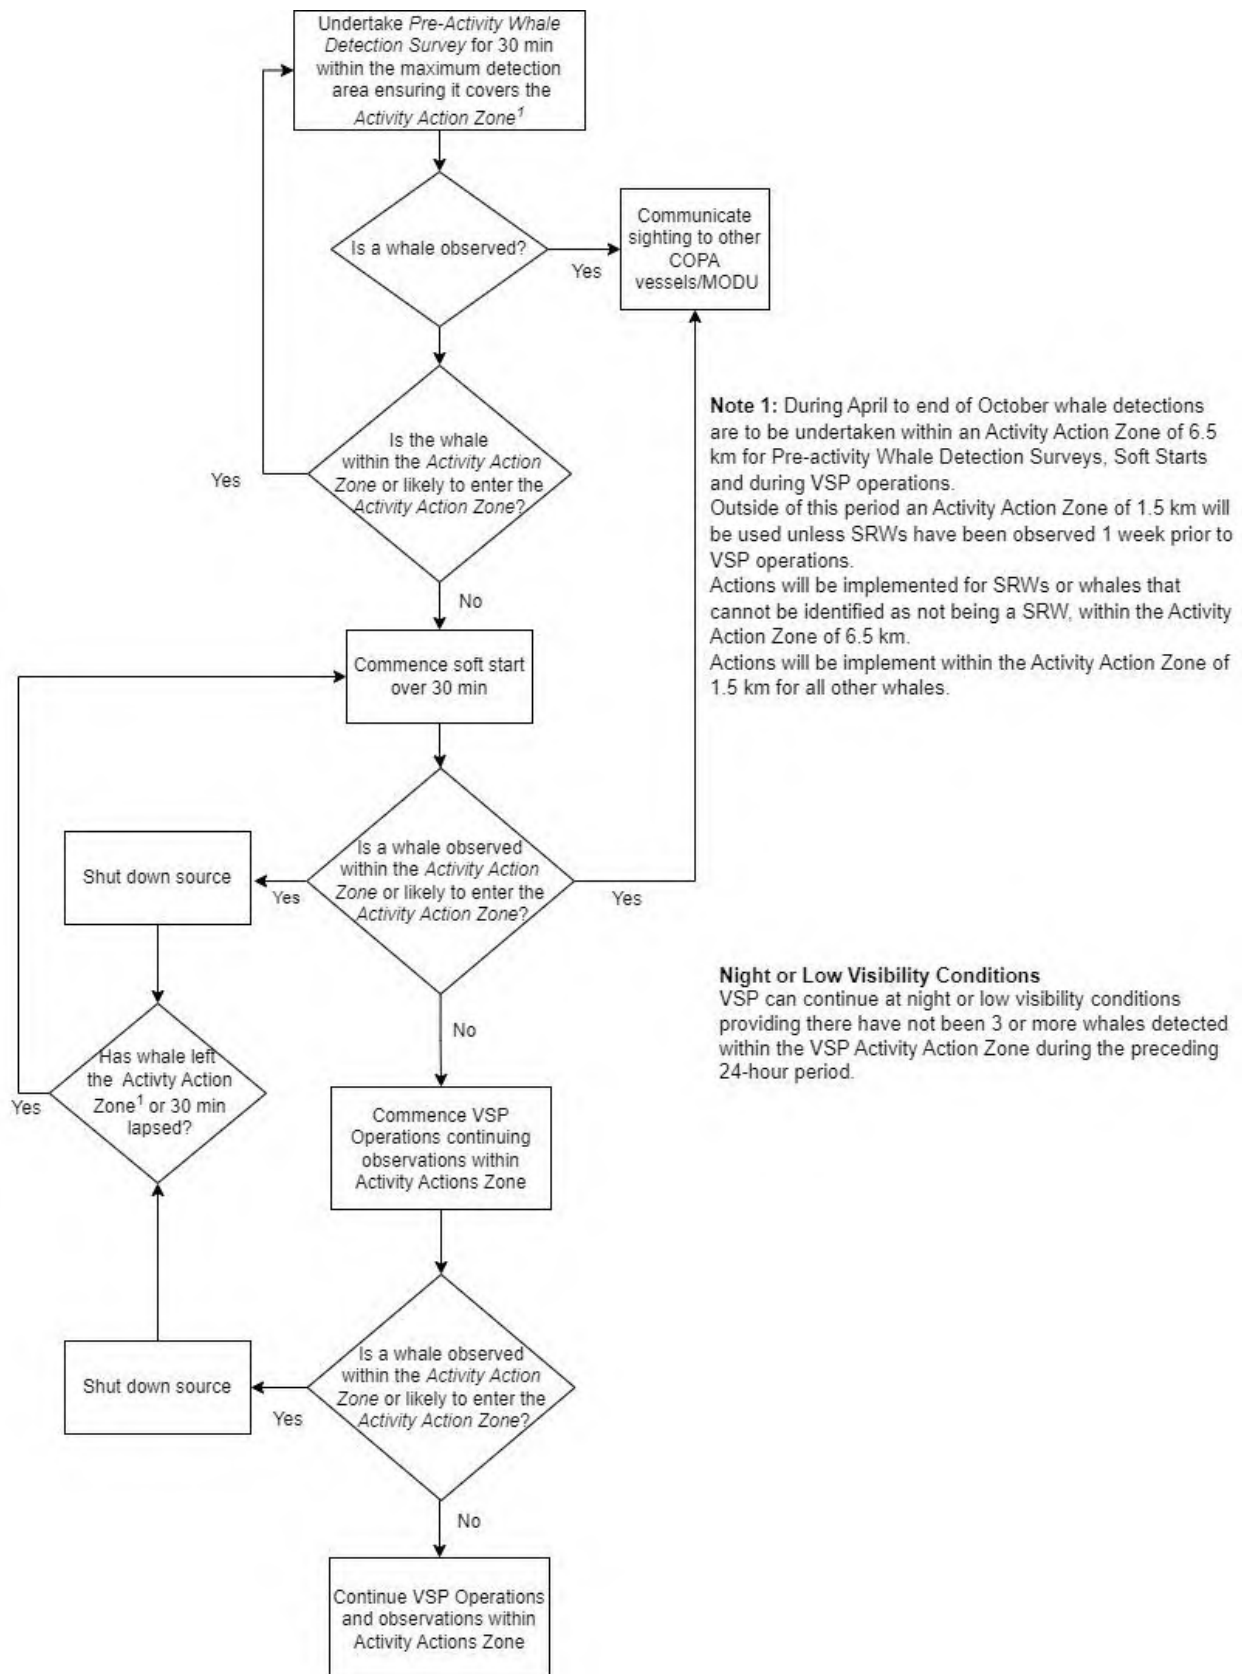 Undertake Pre-Activity Whale
Detection Survey for 30 min
within the maximum detection
area ensuring it covers the
Activity Action Zone1
Is a whale observed?
Yes
Communicate
sighting to other
COPA
vessels/MODU
Is the whale
within the Activity Action
Zone or likely to enter the
Activity Action Zone?
Yes
No
Note 1: During April to end of October whale detections
are to be undertaken within an Activity Action Zone of 6.5
km for Pre-activity Whale Detection Surveys, Soft Starts
and during VSP operations.
Outside of this period an Activity Action Zone of 1.5 km will
be used unless SRWs have been observed 1 week prior to
VSP operations.
Actions will be implemented for SRWs or whales that
cannot be identified as not being a SRW, within the Activity
Action Zone of 6.5 km.
Actions will be implement within the Activity Action Zone of
1.5 km for all other whales.
Commence soft start
over 30 min
Is a whale observed
within the Activity Action
Zone or likely to enter the
Activity Action Zone?
Yes
Yes
No
Shut down source
Has whale left
the Activty Action
Zone1 or 30 min
lapsed?
Yes
Night or Low Visibility Conditions
VSP can continue at night or low visibility conditions
providing there have not been 3 or more whales detected
within the VSP Activity Action Zone during the preceding
24-hour period.
Commence VSP
Operations continuing
observations within
Activity Actions Zone
Is a whale observed
within the Activity Action
Zone or likely to enter the
Activity Action Zone?
Yes
Shut down source
No
Continue VSP Operations
and observations within
Activity Actions Zone